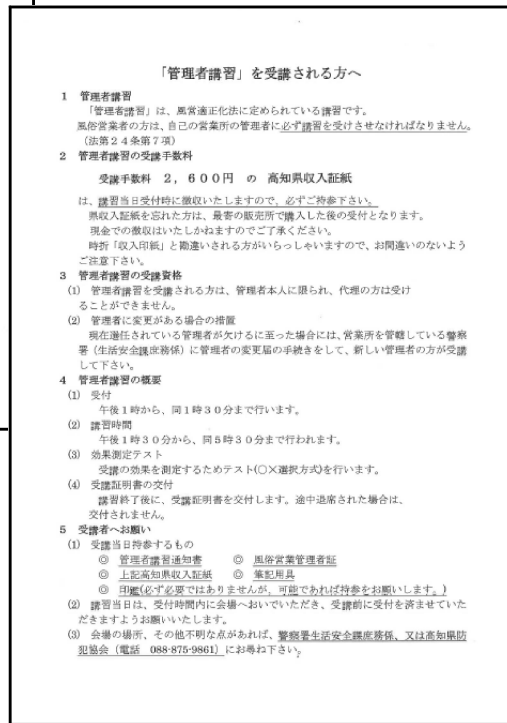 「管理者講習」を受講される方へ
1 管理者講習
「管理者講習」は、風営適正化法に定められている講習です。
風俗営業者の方は、自己の営業所の管理者に必ず講習を受けさせなければなりません。
（法第２４条第７項）
2 管理者講習の受講手数料
受講手数料 ２，６００円 の 高知県収入証紙
は、講習当日受付時に徴収いたしますので、必ずご持参下さい。
県収入証紙を忘れた方は、最寄の販売所で購入した後の受付となります。
現金での徴収はいたしかねますのでご了承ください。
時折「収入印紙」と勘違いされる方がいらっしゃいますので、お間違いのないよう
ご注意下さい。
3 管理者講習の受講資格
(1) 管理者講習を受講される方は、管理者本人に限られ、代理の方は受け
ることができません。
(2) 管理者に変更がある場合の措置
現在選任されている管理者が欠けるに至った場合には、営業所を管轄している警察
署（生活安全課庶務係）に管理者の変更届の手続きをして、新しい管理者の方が受講
して下さい。
4 管理者講習の概要
(1) 受付
午後１時から、同１時３０分まで行います。
(2) 講習時間
午後１時３０分から、同５時３０分まで行われます。
(3) 効果測定テスト
受講の効果を測定するためテスト(○×選択方式)を行います。
(4) 受講証明書の交付
講習終了後に、受講証明書を交付します。途中退席された場合は、
交付されません。
5 受講者へお願い
(1) 受講当日持参するもの
◎ 管理者講習通知書 ◎ 風俗営業管理者証
◎ 上記高知県収入証紙 ◎ 筆記用具
◎ 印鑑(必ず必要ではありませんが、可能であれば持参をお願いします。)
(2) 講習当日は、受付時間内に会場へおいでいただき、受講前に受付を済ませていた
だきますようお願いいたします。
(3) 会場の場所、その他不明な点があれば、警察署生活安全課庶務係、又は高知県防
犯協会（電話 088-875-9861）にお尋ね下さい。